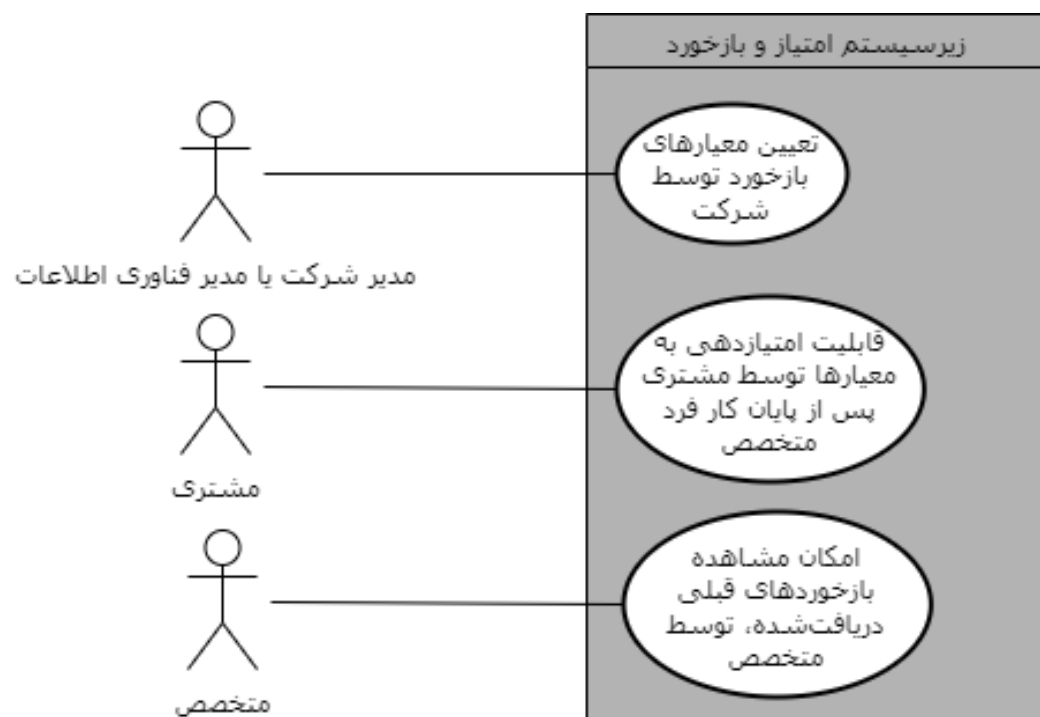 زیرسیستم امتیاز و بازخورد
تعیین معیارهای
بازخورد توسط
شرکت
مدیر شرکت یا مدیر فناوری اطلاعات
قابلیت امتیازدهی به
معیارها توسط مشتری
پس از پایان کار فرد
متخصص
مشتری
امکان مشاهده
بازخوردهای قبلی
دریافت‌شده، توسط
متخصص
متخصص